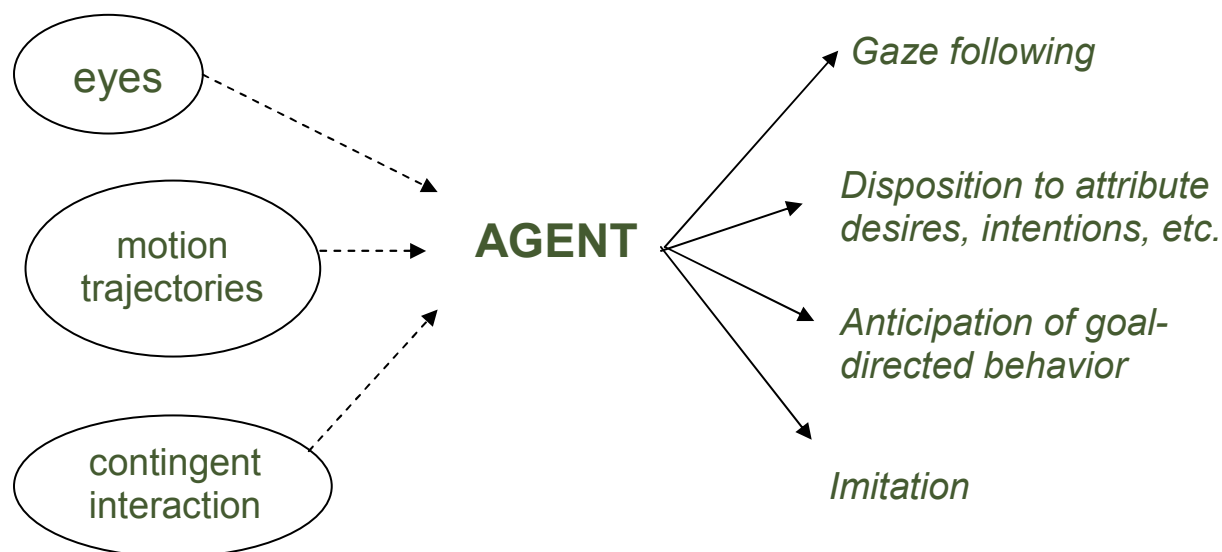 eyes
motion
trajectories
contingent
interaction
AGENT
Gaze following
Disposition to attribute
desires, intentions, etc.
Anticipation of goal-
directed behavior
Imitation